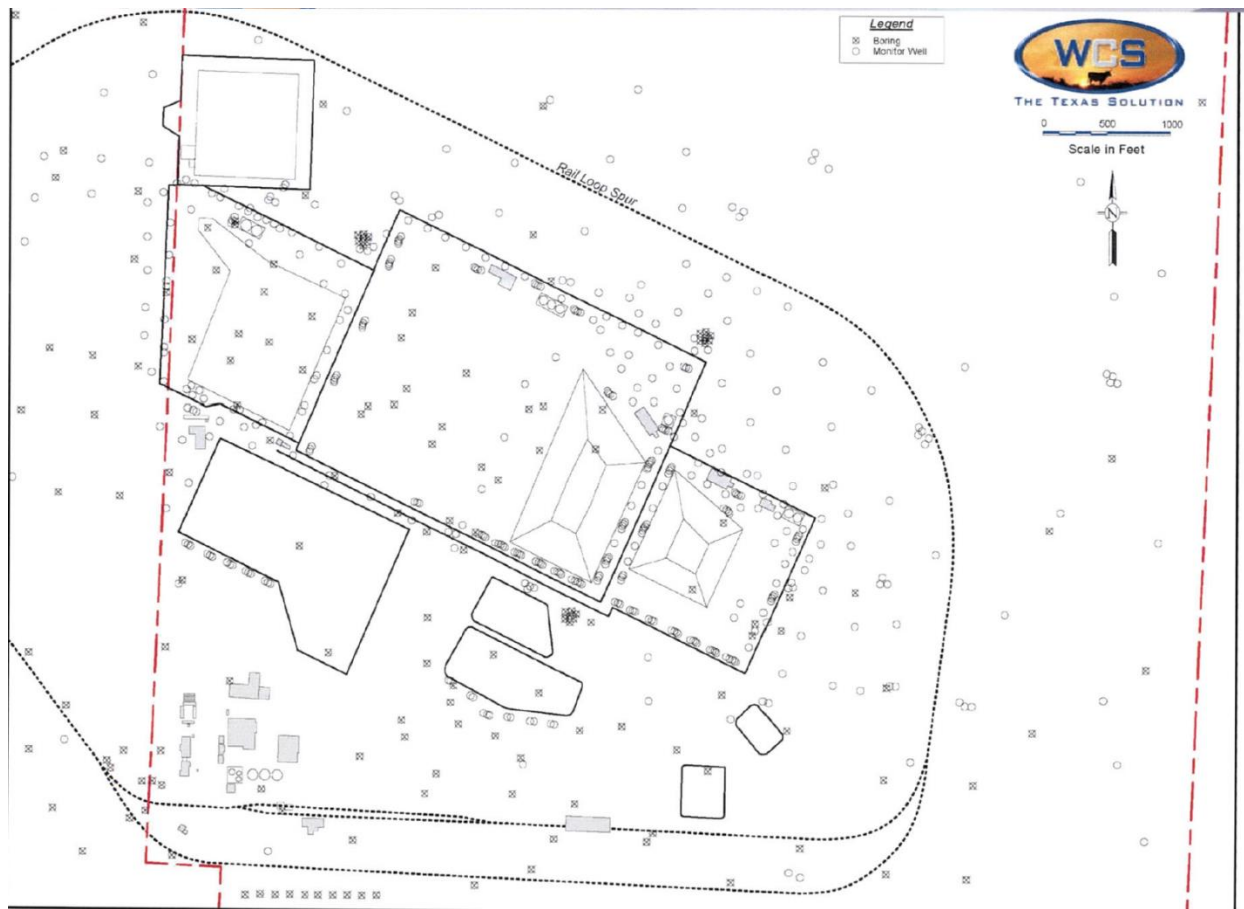 Legend
Boring
Monitor Well
WCS
THE TEXAS SOLUTION
0 500 1000
Scale in Feet
N
Rail Loop Spur